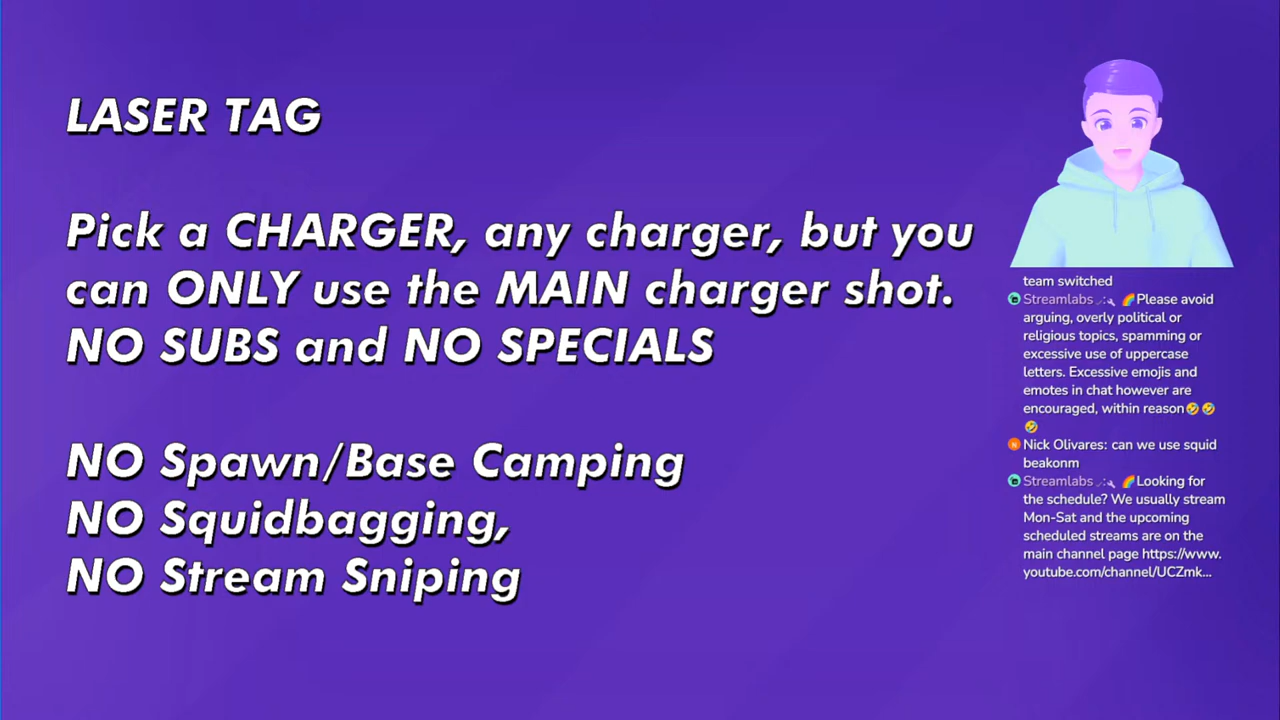 LASER TAG
Pick a CHARGER, any charger, but you
can ONLY use the MAIN charger shot.
NO SUBS and NO SPECIALS
NO Spawn/Base Camping
NO Squidbagging,
NO Stream Sniping
team switched
Streamlabs 🌈Please avoid
arguing, overly political or
religious topics, spamming or
excessive use of uppercase
letters. Excessive emojis and
emotes in chat however are
encouraged, within reason🤣🤣
🤣
N Nick Olivares: can we use squid
beakonm
Streamlabs 🌈Looking for
the schedule? We usually stream
Mon-Sat and the upcoming
scheduled streams are on the
main channel page https://www.
youtube.com/channel/UCZmk...